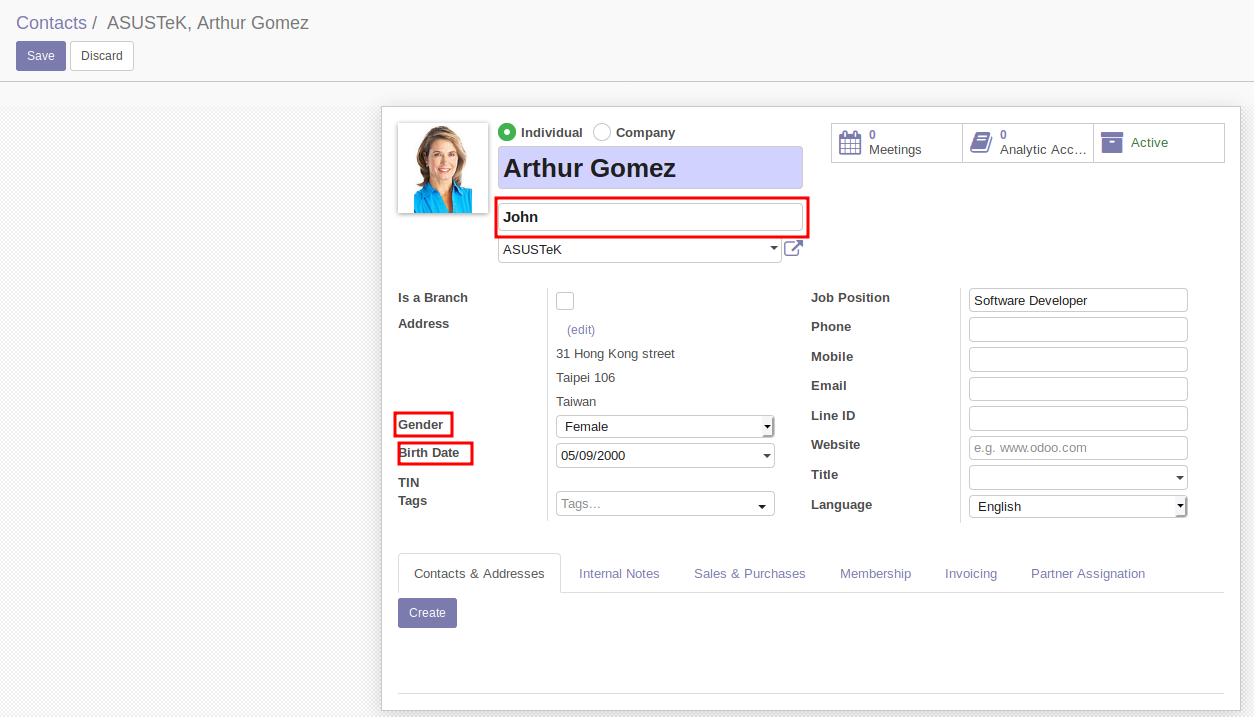 Contacts / ASUSTeK, Arthur Gomez
Save Discard
Individual Company
Arthur Gomez
John
ASUSTeK
0
Meetings
0
Analytic Acc...
Active
Is a Branch
Address
(edit)
31 Hong Kong street
Taipei 106
Taiwan
Gender Female
Birth Date 05/09/2000
TIN
Tags Tags...
Job Position Software Developer
Phone
Mobile
Email
Line ID
Website e.g. www.odoo.com
Title
Language English
Contacts & Addresses Internal Notes Sales & Purchases Membership Invoicing Partner Assignation
Create